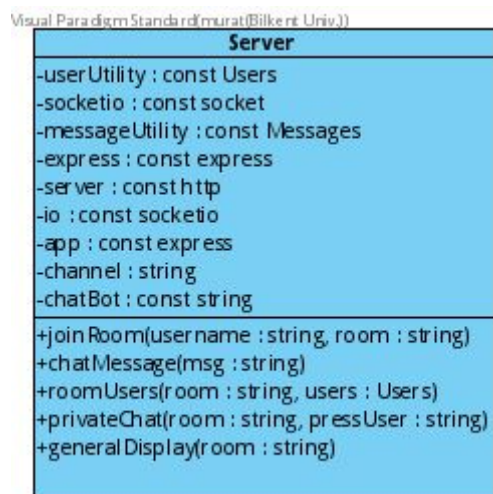 Visual Paradigm Standard(murat(Bilkent Univ.))
Server
-userUtility : const Users
-socketio : const socket
-messageUtility : const Messages
-express : const express
-server : const http
-io : const socketio
-app : const express
-channel : string
-chatBot : const string
+joinRoom(username : string, room : string)
+chatMessage(msg : string)
+roomUsers(room : string, users : Users)
+privateChat(room : string, pressUser : string)
+generalDisplay(room : string)